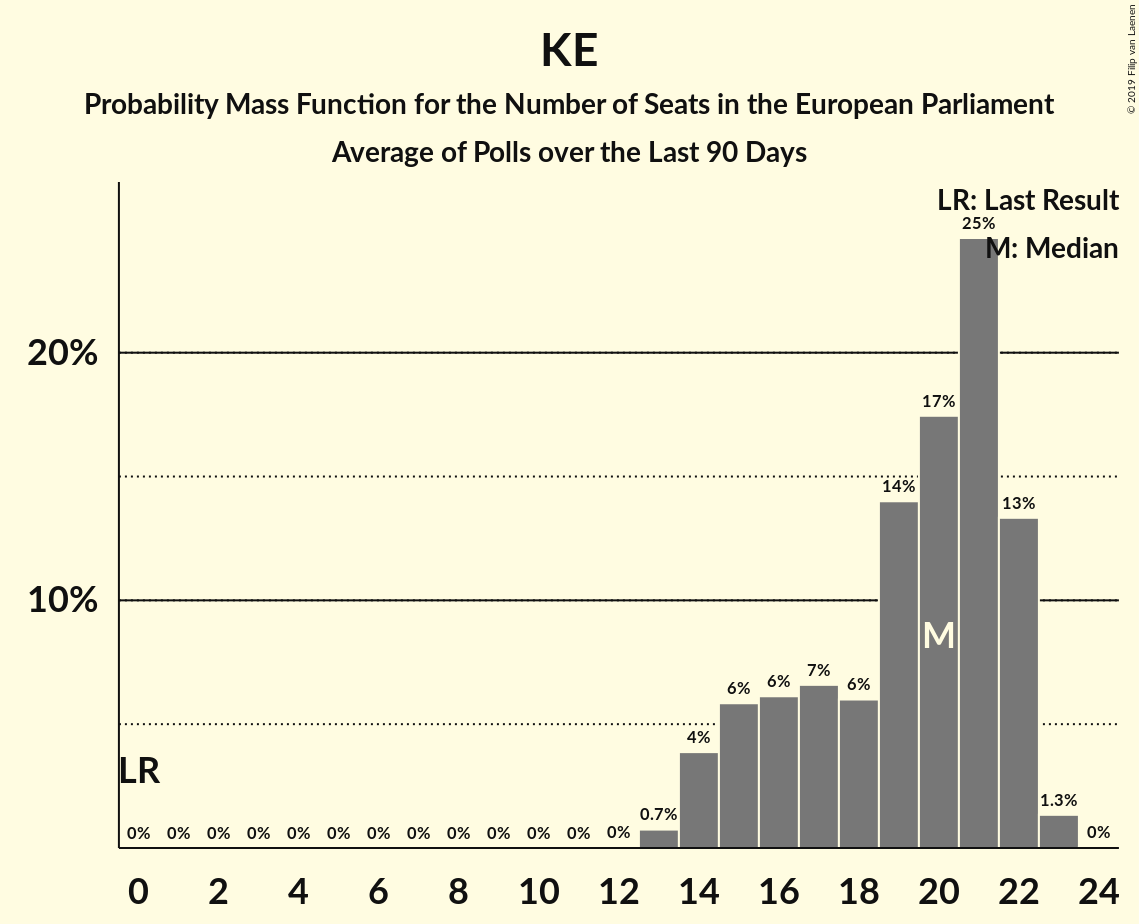 KE
Probability Mass Function for the Number of Seats in the European Parliament
Average of Polls over the Last 90 Days
© 2019 Filip van Laenen
LR: Last Result
M: Median
25%
20%
17%
14%
13%
10%
M
7%
6%
6%
6%
4%
LR
1.3%
0.7%
0% 0% 0% 0% 0% 0% 0% 0% 0% 0% 0% 0% 0% 0%
0 2 4 6 8 10 12 14 16 18 20 22 24